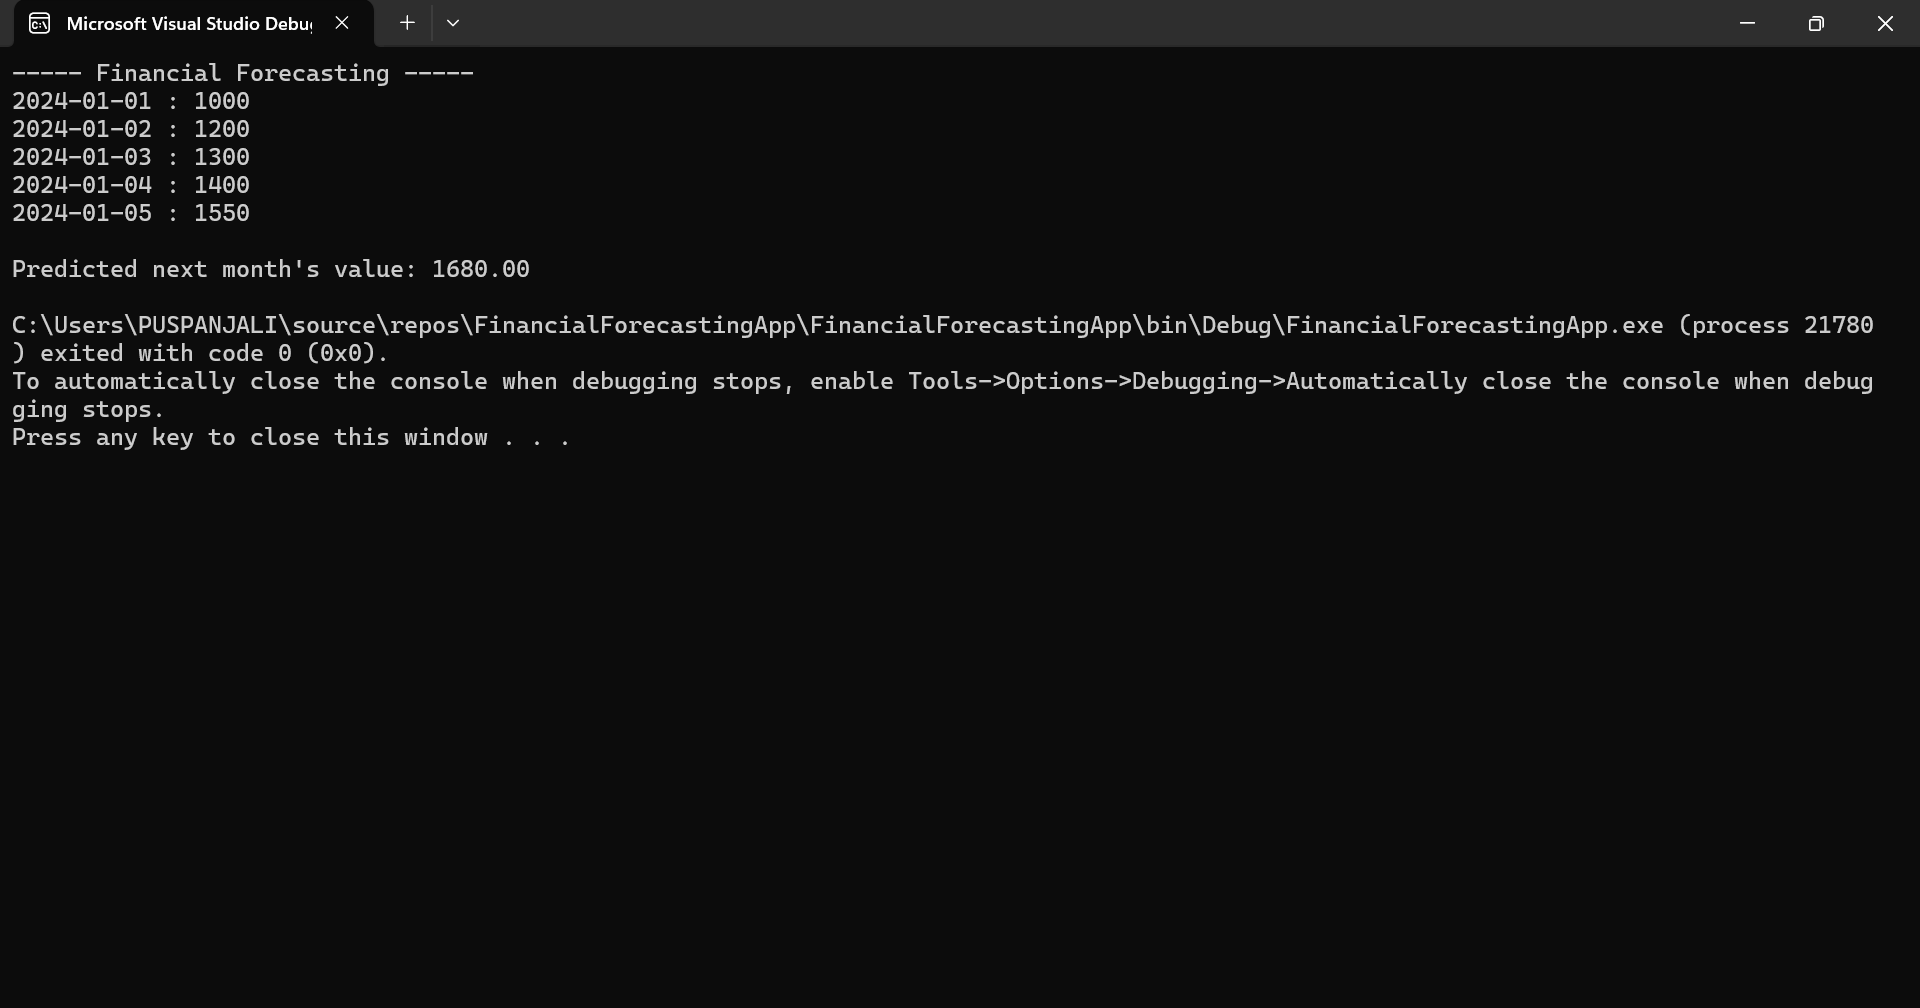 Microsoft Visual Studio Debug
----- Financial Forecasting -----
2024-01-01 : 1000
2024-01-02 : 1200
2024-01-03 : 1300
2024-01-04 : 1400
2024-01-05 : 1550
Predicted next month's value: 1680.00
C:\Users\PUSPANJALI\source\repos\FinancialForecastingApp\FinancialForecastingApp\bin\Debug\FinancialForecastingApp.exe (process 21780
) exited with code 0 (0x0).
To automatically close the console when debugging stops, enable Tools->Options->Debugging->Automatically close the console when debug
ging stops.
Press any key to close this window . . .